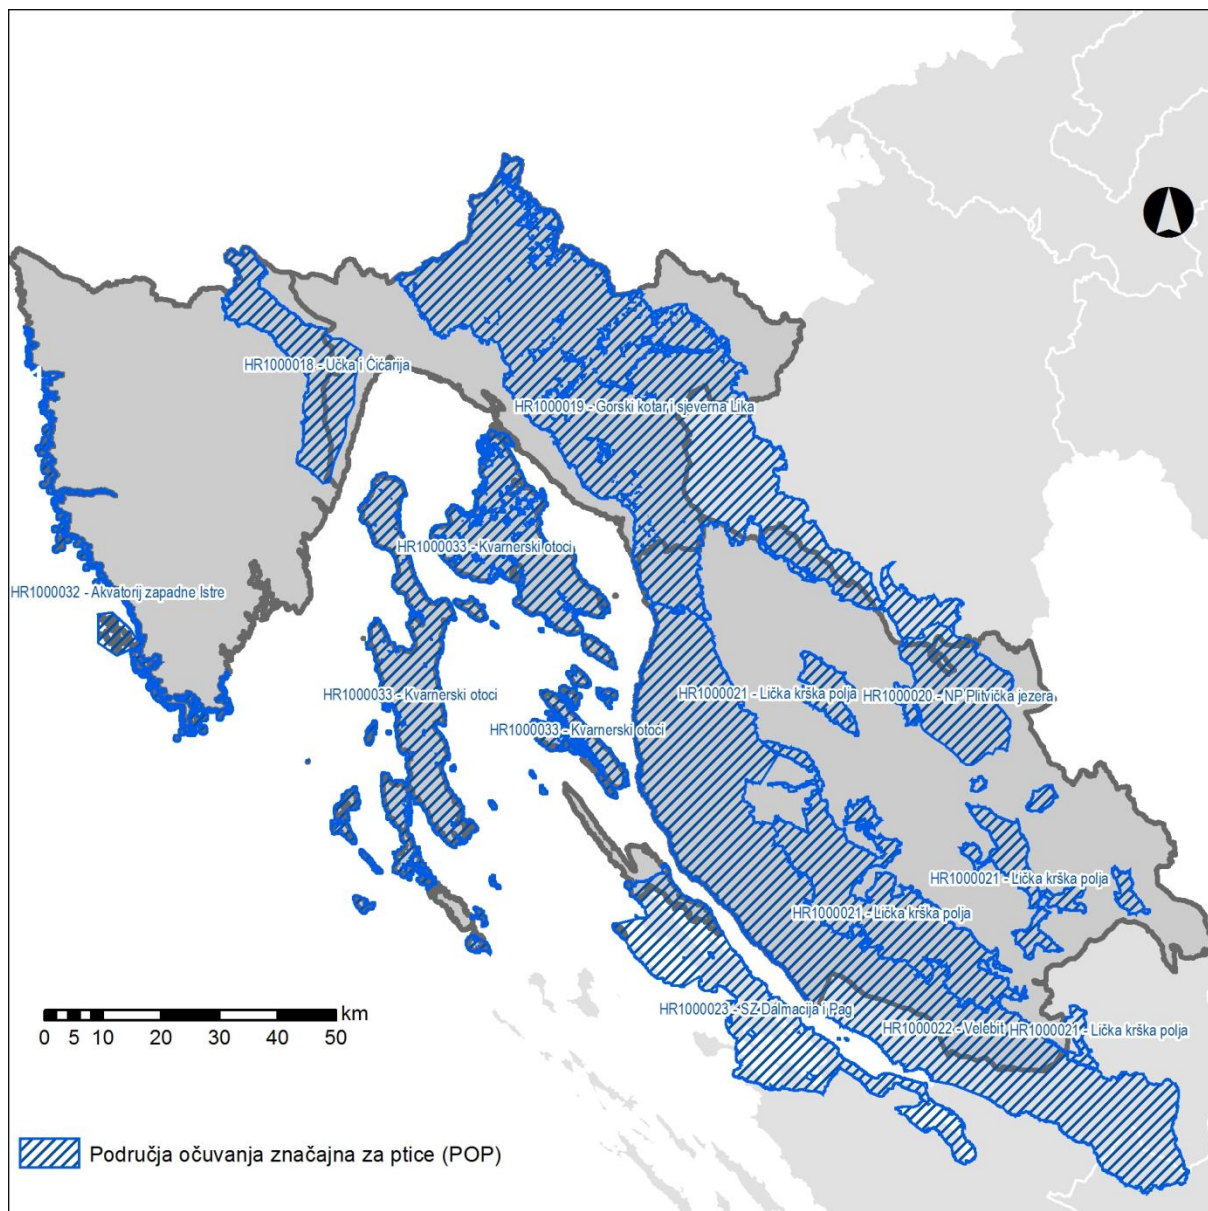 HR1000018 - Učka i Ćićarija
HR1000019 - Gorski kotar i sjeverna Lika
HR1000033 - Kvarnerski otoci
HR1000032 - Akvatorij zapadne Istre
HR1000033 - Kvarnerski otoci
HR1000021 - Lička krška polja
HR1000020 - NP Plitvička jezera
HR1000033 - Kvarnerski otoci
HR1000021 - Lička krška polja
HR1000021 - Lička krška polja
HR1000023 - SZ Dalmacija i Pag
HR1000022 - Velebit
HR1000021 - Lička krška polja
km
0 5 10 20 30 40 50
Područja očuvanja značajna za ptice (POP)